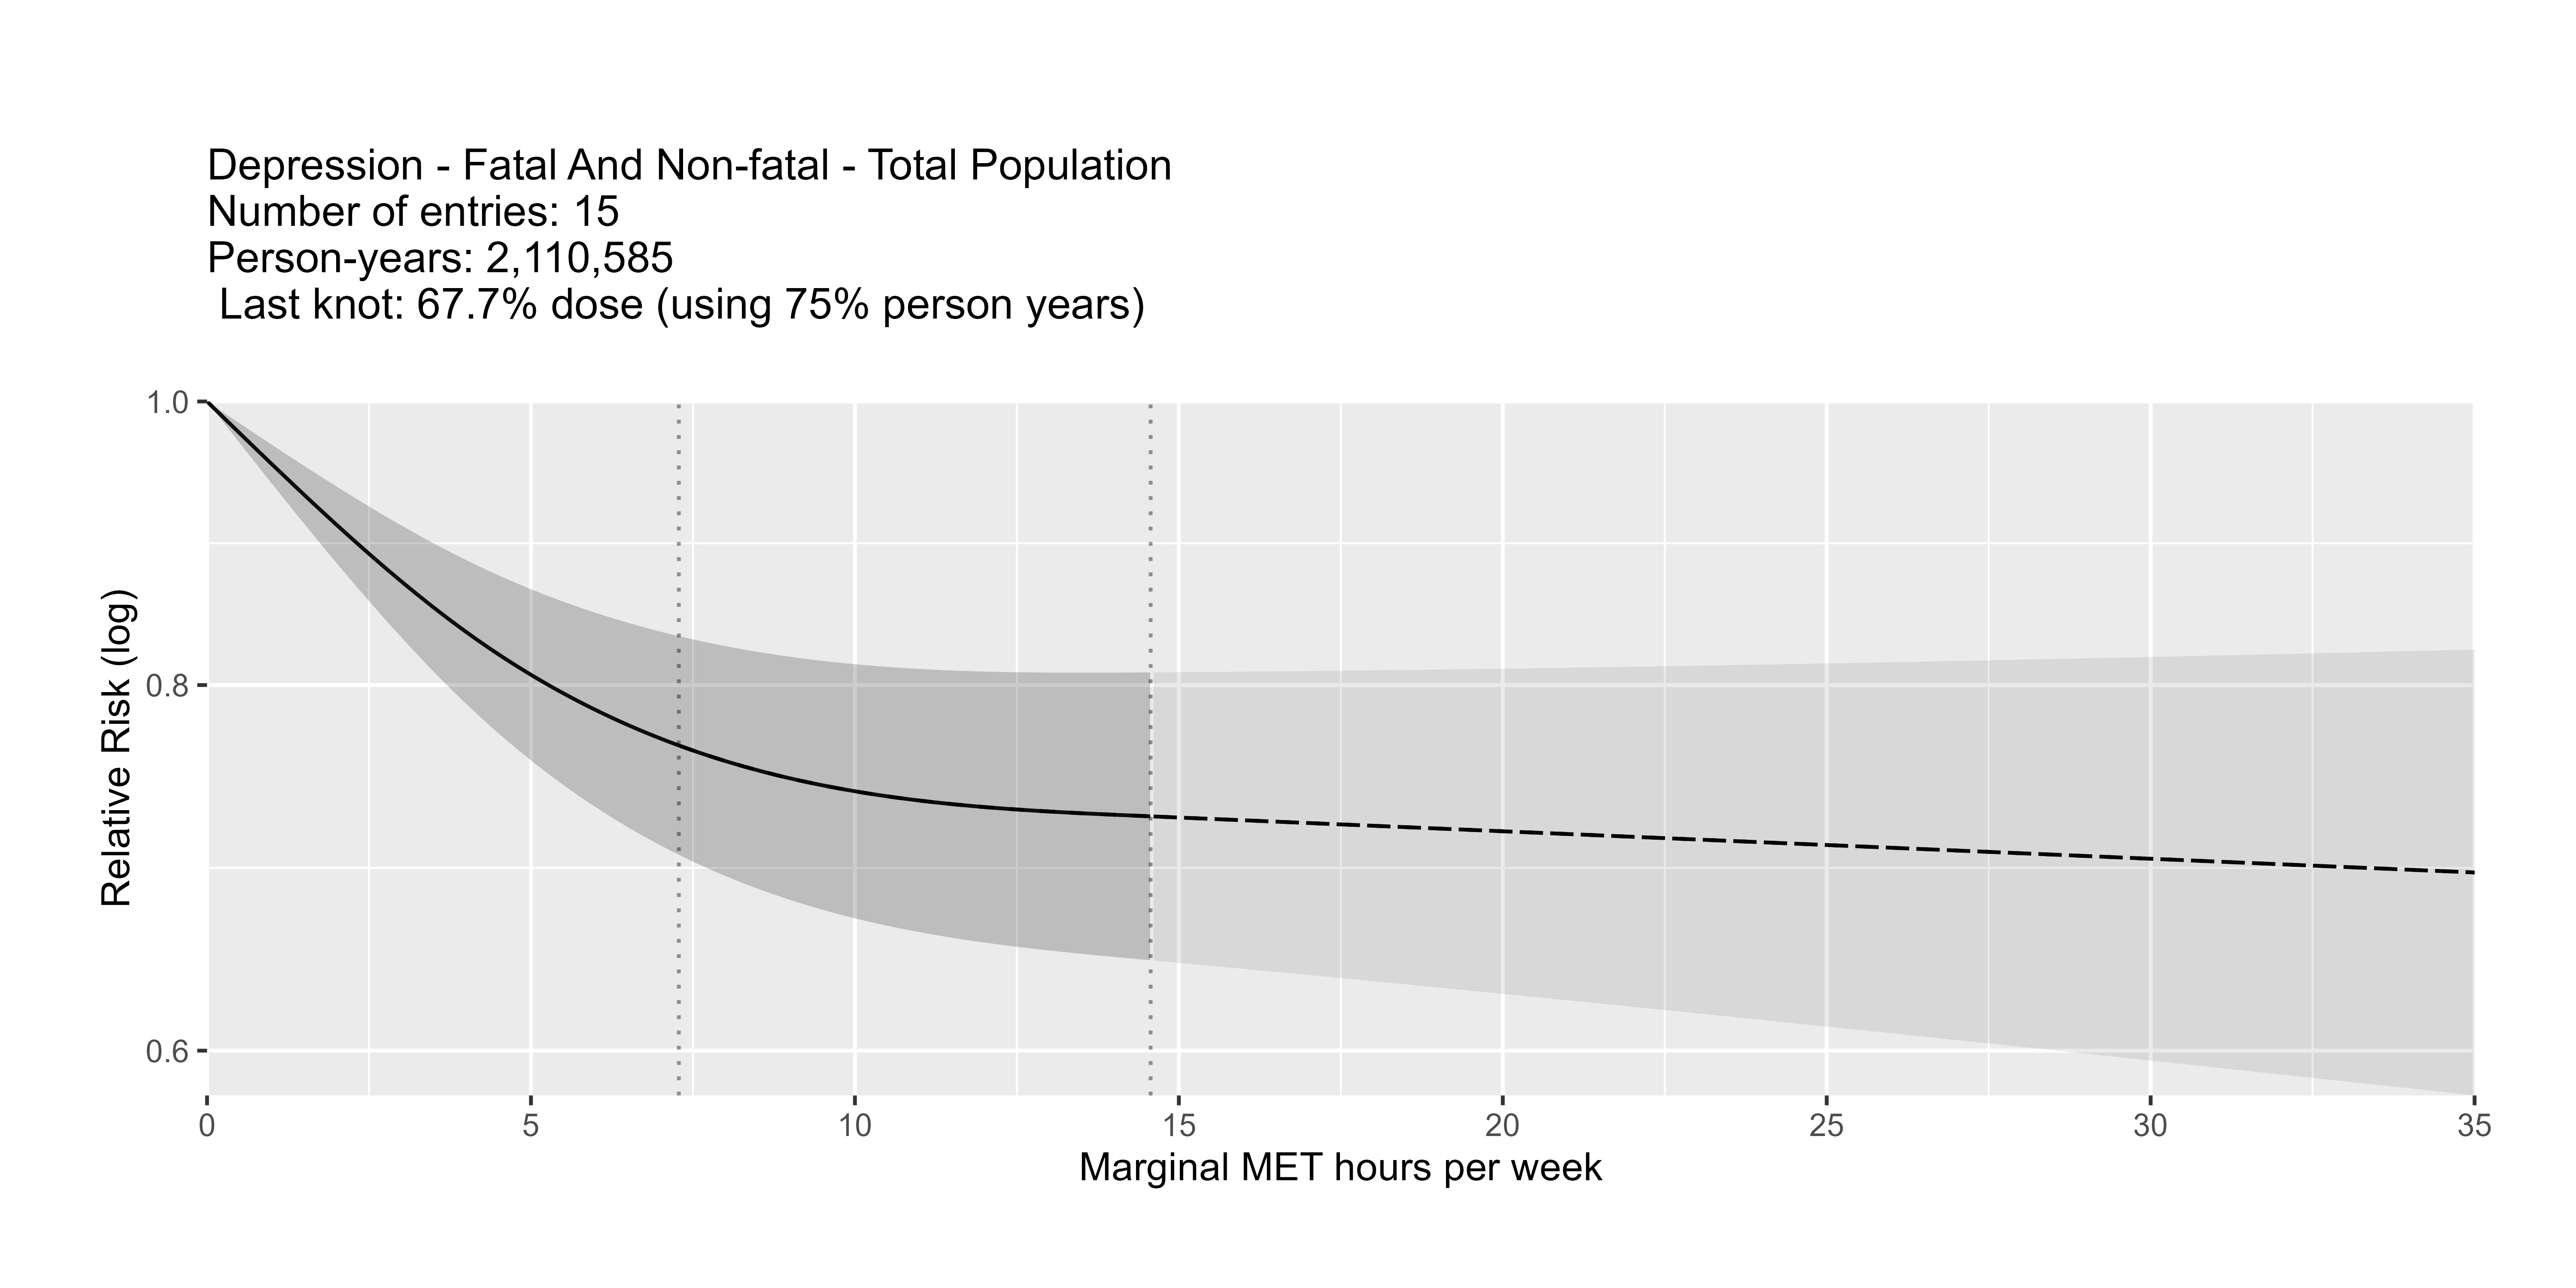 Depression - Fatal And Non-fatal - Total Population
Number of entries: 15
Person-years: 2,110,585
Last knot: 67.7% dose (using 75% person years)
1.0
0.8
0.6
Relative Risk (log)
0 5 10 15 20 25 30 35
Marginal MET hours per week